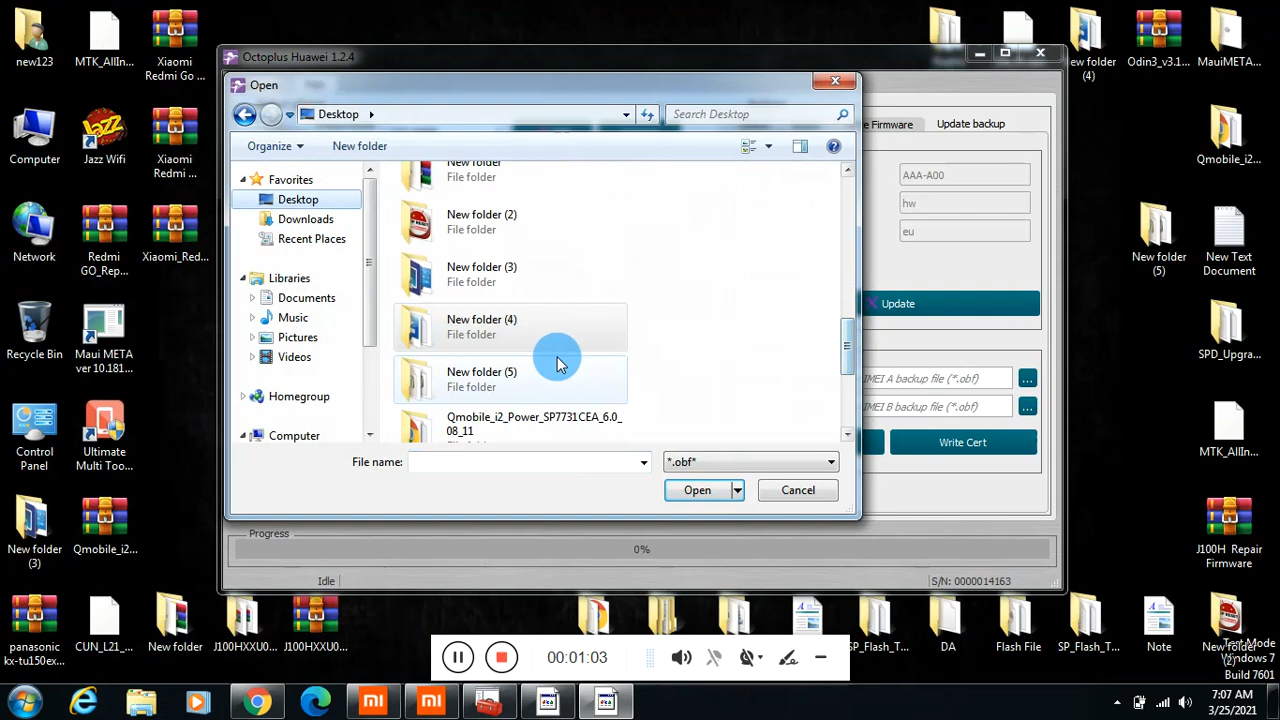 new123
MTK_AllIn...
Xiaomi
Redmi Go ...
Computer
Jazz Wifi
Xiaomi
Redmi ...
Network
Redmi
GO_Rep...
Xiaomi_Red...
Recycle Bin
Maui META
ver 10.181...
Control
Panel
Ultimate
Multi Too...
New folder
(3)
Qmobile_i2...
panasonic
kx-tu150ex...
CUN_L21_...
New folder
J100HXXU0...
J100HXXU0...
Octoplus Huawei 1.2.4
Open
Desktop
Search Desktop
Organize
New folder
Favorites
Desktop
Downloads
Recent Places
Libraries
Documents
Music
Pictures
Videos
Homegroup
Computer
New folder
File folder
New folder (2)
File folder
New folder (3)
File folder
New folder (4)
File folder
New folder (5)
File folder
Qmobile_i2_Power_SP7731CEA_6.0_
08_11
File name:
*.obf*
Open
Cancel
e Firmware
Update backup
AAA-A00
hw
eu
Update
IMEI A backup file (*.obf)
...
IMEI B backup file (*.obf)
...
Write Cert
Progress
0%
Idle
S/N: 0000014163
ew folder
(4)
Odin3_v3.1...
MauiMETA...
Qmobile_i2...
New folder
(5)
New Text
Document
SPD_Upgra...
MTK_AllIn...
J100H Repair
Firmware
SP_Flash_T...
DA
Flash File
SP_Flash_T...
Note
New folder
(2)
Test Mode
Windows 7
Build 7601
00:01:03
7:07 AM
3/25/2021